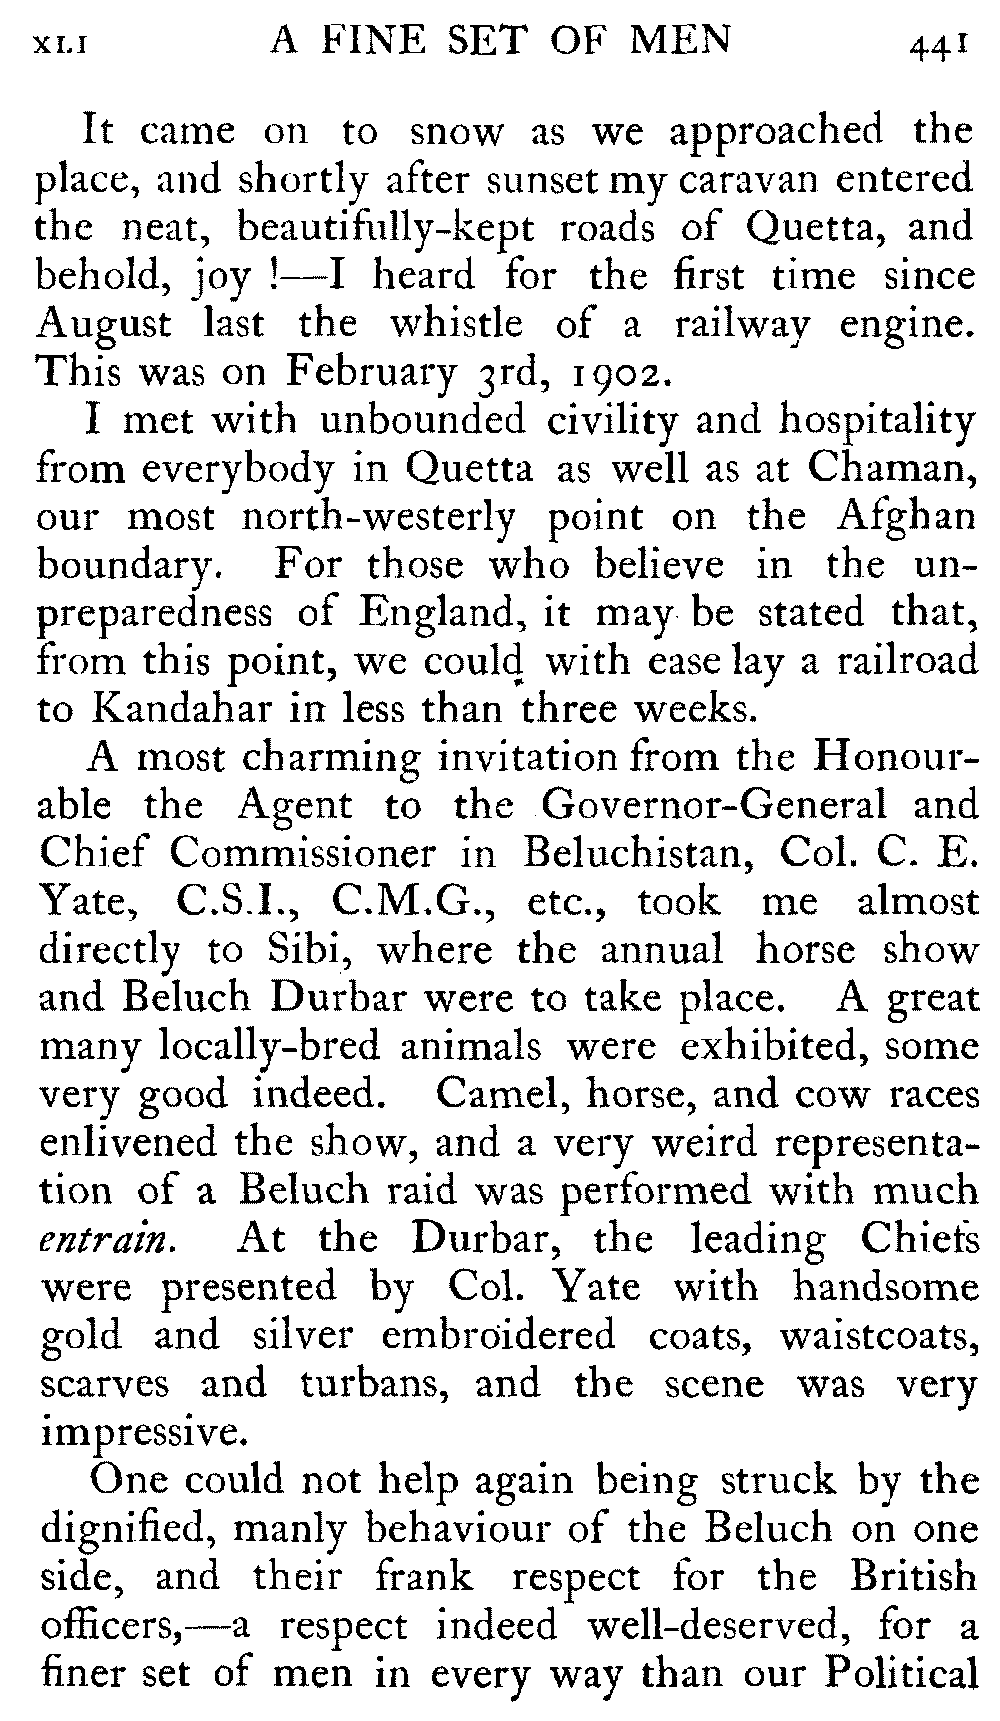 XLI A FINE SET OF MEN 441
It came on to snow as we approached the
place, and shortly after sunset my caravan entered
the neat, beautifully-kept roads of Quetta, and
behold, joy !—I heard for the first time since
August last the whistle of a railway engine.
This was on February 3rd, 1902.
I met with unbounded civility and hospitality
from everybody in Quetta as well as at Chaman,
our most north-westerly point on the Afghan
boundary. For those who believe in the un-
preparedness of England, it may be stated that,
from this point, we could with ease lay a railroad
to Kandahar in less than three weeks.
A most charming invitation from the Honour-
able the Agent to the Governor-General and
Chief Commissioner in Beluchistan, Col. C. E.
Yate, C.S.I., C.M.G., etc., took me almost
directly to Sibi, where the annual horse show
and Beluch Durbar were to take place. A great
many locally-bred animals were exhibited, some
very good indeed. Camel, horse, and cow races
enlivened the show, and a very weird representa-
tion of a Beluch raid was performed with much
entrain. At the Durbar, the leading Chiefs
were presented by Col. Yate with handsome
gold and silver embroidered coats, waistcoats,
scarves and turbans, and the scene was very
impressive.
One could not help again being struck by the
dignified, manly behaviour of the Beluch on one
side, and their frank respect for the British
officers,—a respect indeed well-deserved, for a
finer set of men in every way than our Political